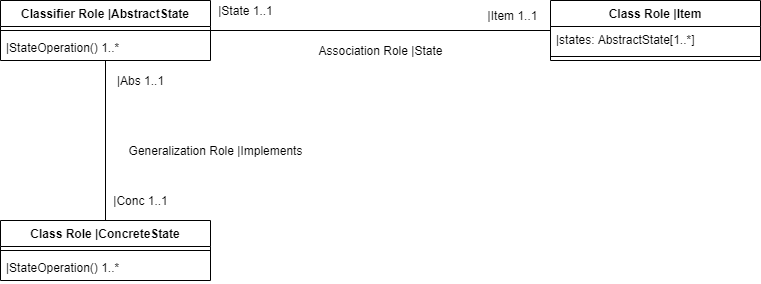 Classifier Role |AbstractState
|State 1..1
|Item 1..1
Class Role |Item
|StateOperation() 1..*
Association Role |State
|states: AbstractState[1..*]
|Abs 1..1
Generalization Role |Implements
|Conc 1..1
Class Role |ConcreteState
|StateOperation() 1..*